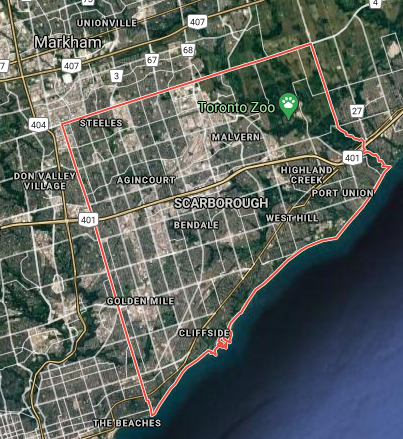 4
UNIONVILLE
407
Markham
68
67
7
407
3
Toronto Zoo
27
404
STEELES
MALVERN
401
DON VALLEY
VILLAGE
AGINCOURT
HIGHLAND
CREEK
PORT UNION
SCARBOROUGH
401
BENDALE
WEST HILL
GOLDEN MILE
CLIFFSIDE
THE BEACHES